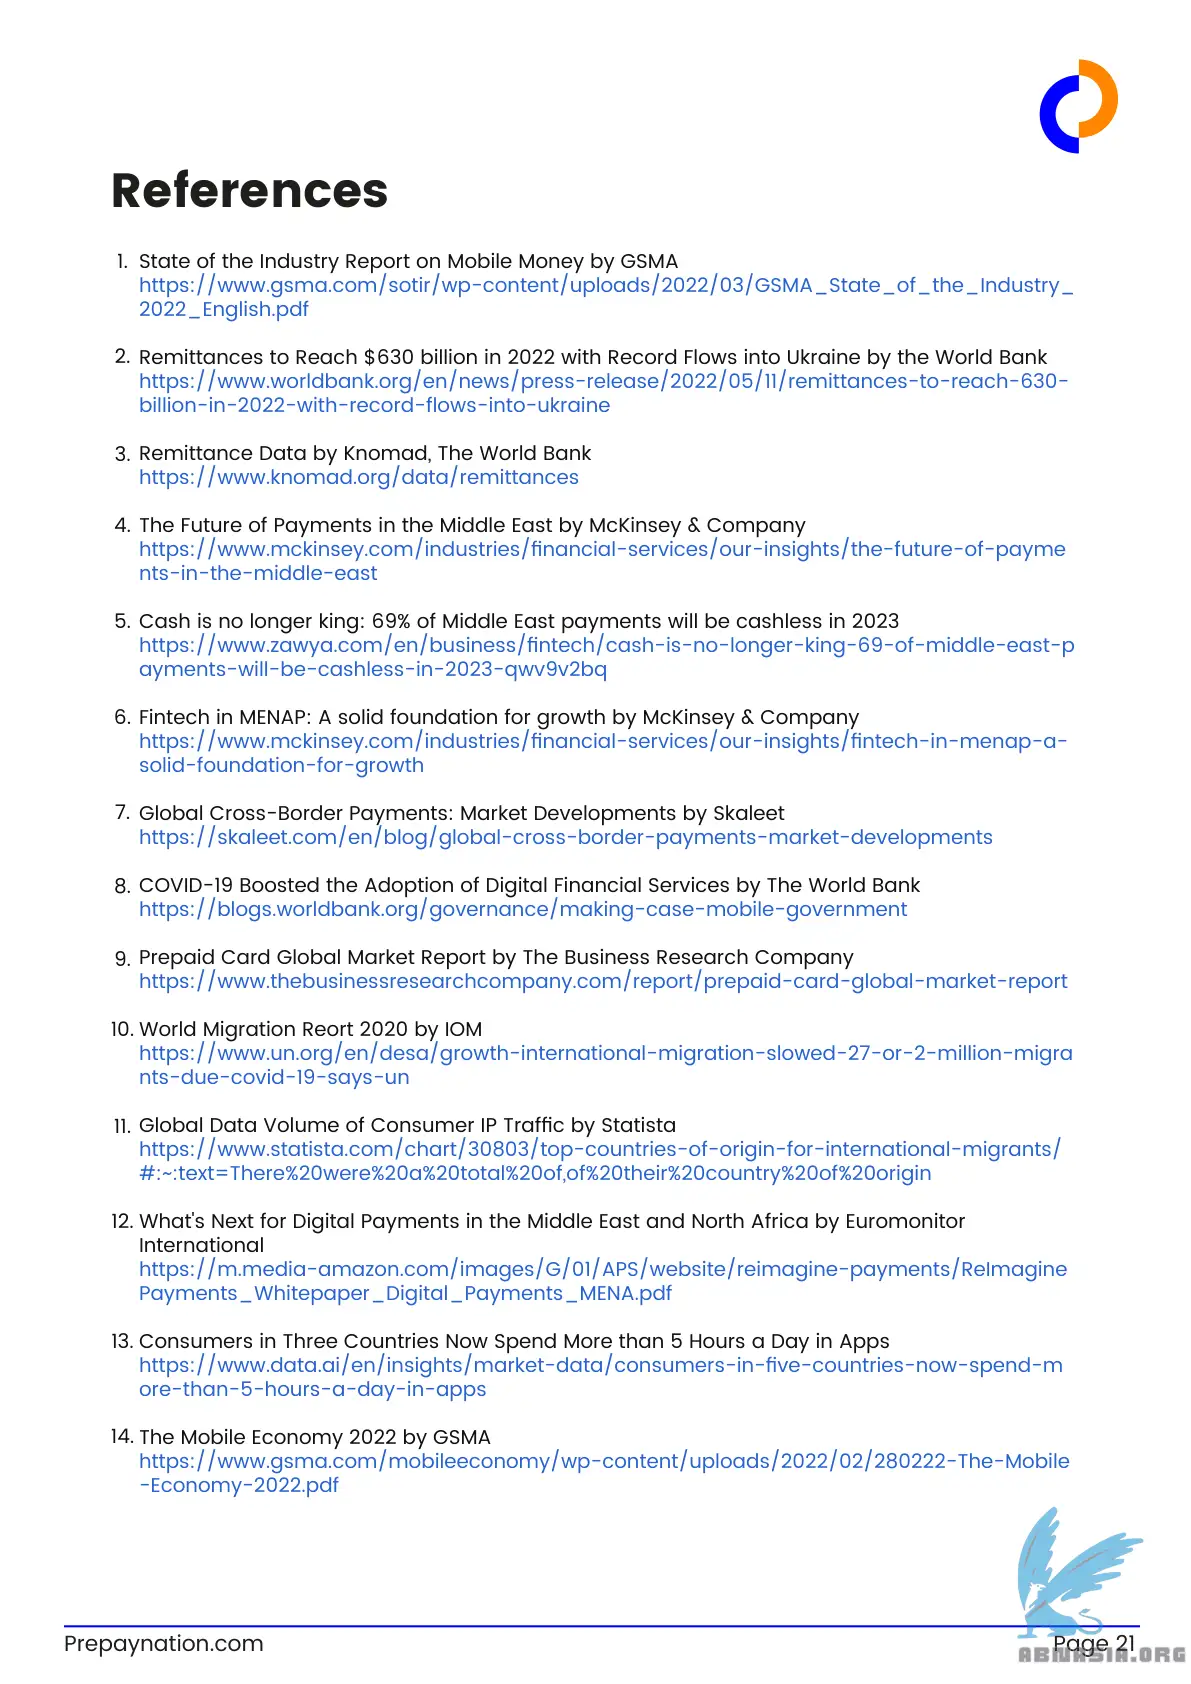 References
1. State of the Industry Report on Mobile Money by GSMA
https://www.gsma.com/sotir/wp-content/uploads/2022/03/GSMA_State_of_the_Industry_
2022_English.pdf
2. Remittances to Reach $630 billion in 2022 with Record Flows into Ukraine by the World Bank
https://www.worldbank.org/en/news/press-release/2022/05/11/remittances-to-reach-630-
billion-in-2022-with-record-flows-into-ukraine
3. Remittance Data by Knomad, The World Bank
https://www.knomad.org/data/remittances
4. The Future of Payments in the Middle East by McKinsey & Company
https://www.mckinsey.com/industries/financial-services/our-insights/the-future-of-payme
nts-in-the-middle-east
5. Cash is no longer king: 69% of Middle East payments will be cashless in 2023
https://www.zawya.com/en/business/fintech/cash-is-no-longer-king-69-of-middle-east-p
ayments-will-be-cashless-in-2023-qwv9v2bq
6. Fintech in MENAP: A solid foundation for growth by McKinsey & Company
https://www.mckinsey.com/industries/financial-services/our-insights/fintech-in-menap-a-
solid-foundation-for-growth
7. Global Cross-Border Payments: Market Developments by Skaleet
https://skaleet.com/en/blog/global-cross-border-payments-market-developments
8. COVID-19 Boosted the Adoption of Digital Financial Services by The World Bank
https://blogs.worldbank.org/governance/making-case-mobile-government
9. Prepaid Card Global Market Report by The Business Research Company
https://www.thebusinessresearchcompany.com/report/prepaid-card-global-market-report
10. World Migration Reort 2020 by IOM
https://www.un.org/en/desa/growth-international-migration-slowed-27-or-2-million-migra
nts-due-covid-19-says-un
11. Global Data Volume of Consumer IP Traffic by Statista
https://www.statista.com/chart/30803/top-countries-of-origin-for-international-migrants/
#:~:text=There%20were%20a%20total%20of,of%20their%20country%20of%20origin
12. What's Next for Digital Payments in the Middle East and North Africa by Euromonitor
International
https://m.media-amazon.com/images/G/01/APS/website/reimagine-payments/ReImagine
Payments_Whitepaper_Digital_Payments_MENA.pdf
13. Consumers in Three Countries Now Spend More than 5 Hours a Day in Apps
https://www.data.ai/en/insights/market-data/consumers-in-five-countries-now-spend-m
ore-than-5-hours-a-day-in-apps
14. The Mobile Economy 2022 by GSMA
https://www.gsma.com/mobileeconomy/wp-content/uploads/2022/02/280222-The-Mobile
-Economy-2022.pdf
Prepaynation.com
Page 21
ABNASIA.ORG